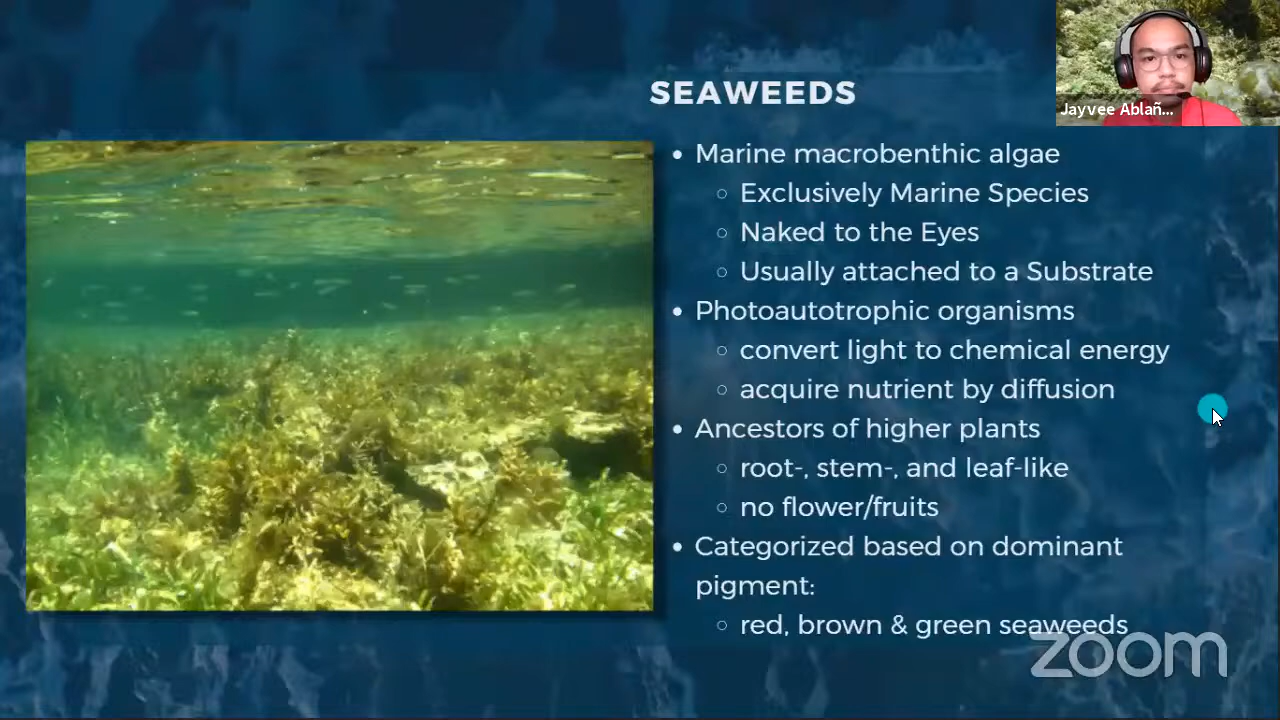 SEAWEEDS
Jayvee Ablañ...
• Marine macrobenthic algae
○ Exclusively Marine Species
○ Naked to the Eyes
○ Usually attached to a Substrate
• Photoautotrophic organisms
○ convert light to chemical energy
○ acquire nutrient by diffusion
• Ancestors of higher plants
○ root-, stem-, and leaf-like
○ no flower/fruits
• Categorized based on dominant
pigment:
○ red, brown & green seaweeds
zoom